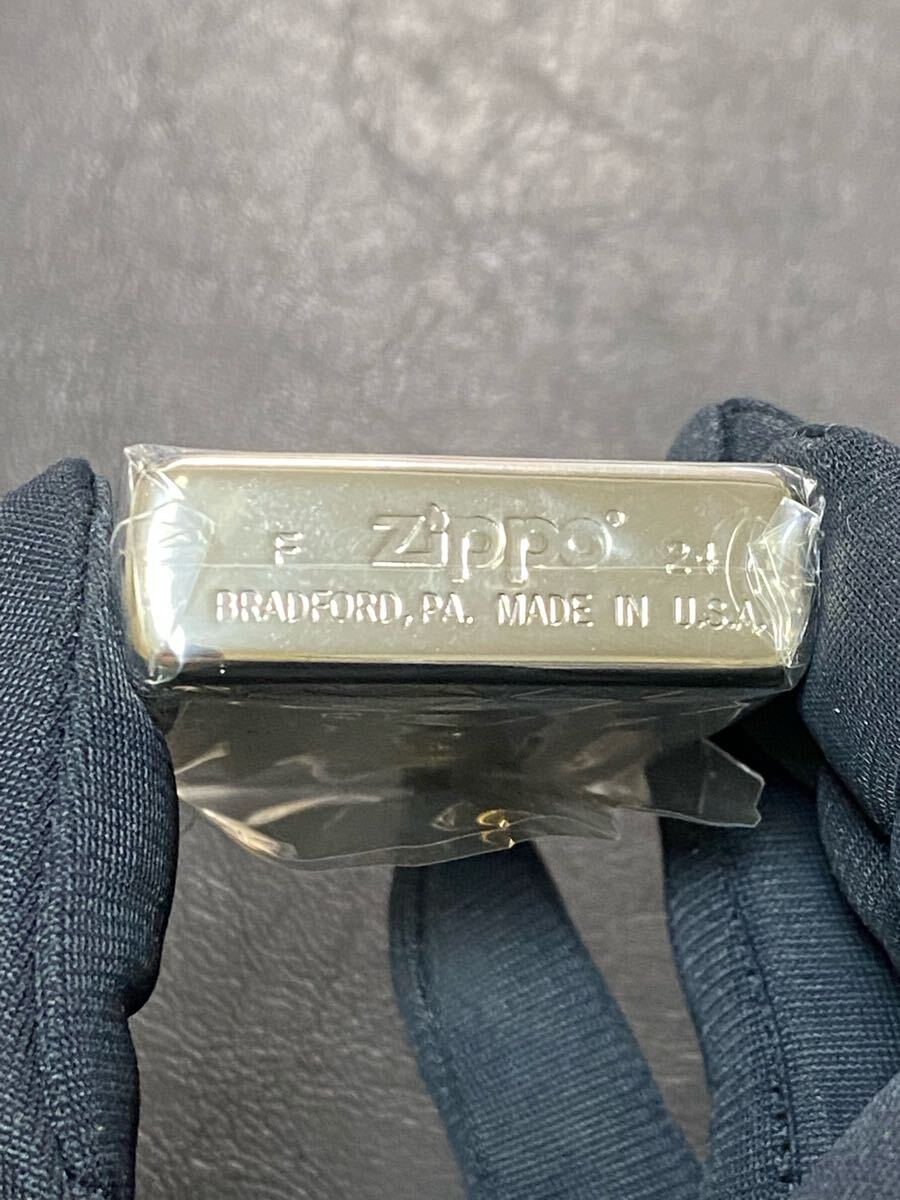 F Zippo 24
BRADFORD, PA. MADE IN U.S.A.